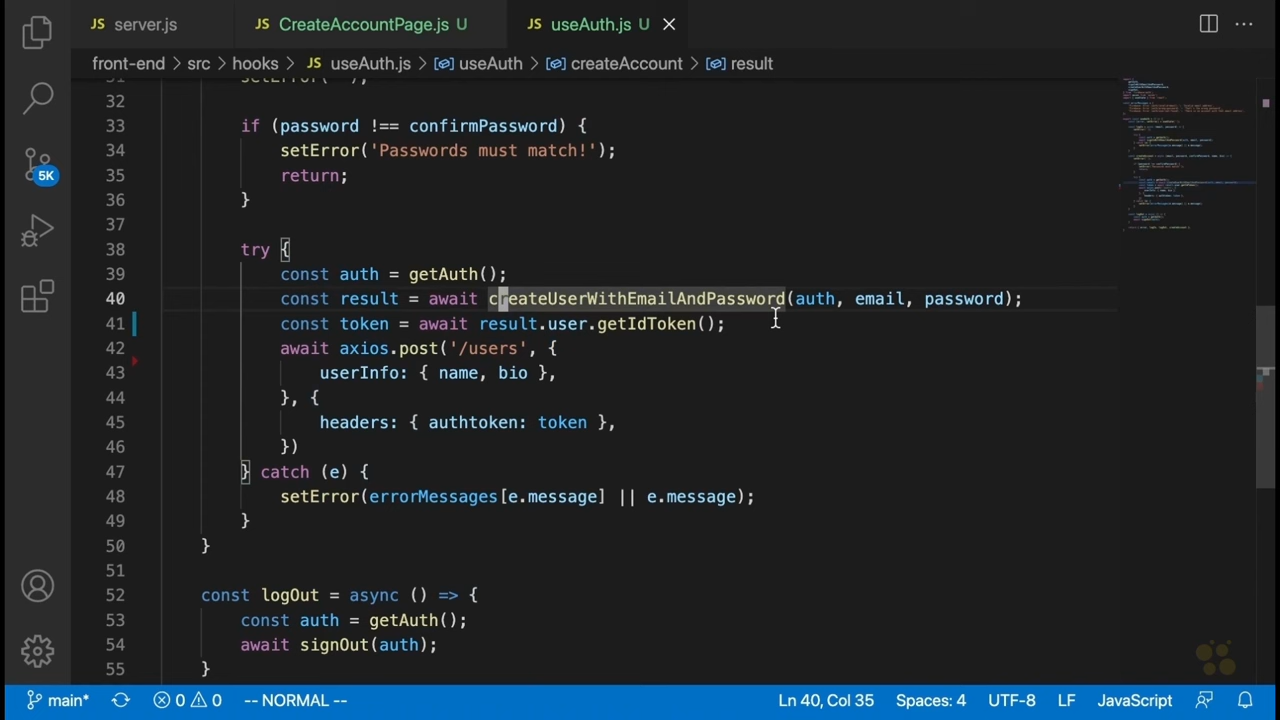 JS server.js JS CreateAccountPage.js U JS useAuth.js U
front-end > src > hooks > JS useAuth.js > useAuth > createAccount > result
32
33 if (password !== confirmPassword) {
34 setError('Passwords must match!');
35 return;
36 }
37
38 try {
39 const auth = getAuth();
40 const result = await createUserWithEmailAndPassword(auth, email, password);
41 const token = await result.user.getIdToken();
42 await axios.post('/users', {
43 userInfo: { name, bio },
44 }, {
45 headers: { authtoken: token },
46 })
47 } catch (e) {
48 setError(errorMessages[e.message] || e.message);
49 }
50 }
51
52 const logOut = async () => {
53 const auth = getAuth();
54 await signOut(auth);
55 }
5K
main* 0 0 -- NORMAL -- Ln 40, Col 35 Spaces: 4 UTF-8 LF JavaScript